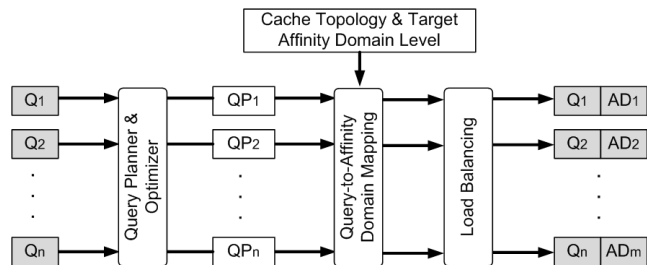 Cache Topology & Target
Affinity Domain Level
Q1
QP1
Q1 AD1
Q2
QP2
Q2 AD2
Qn
QPn
Qn ADm
Query Planner &
Optimizer
Query-to-Affinity
Domain Mapping
Load Balancing